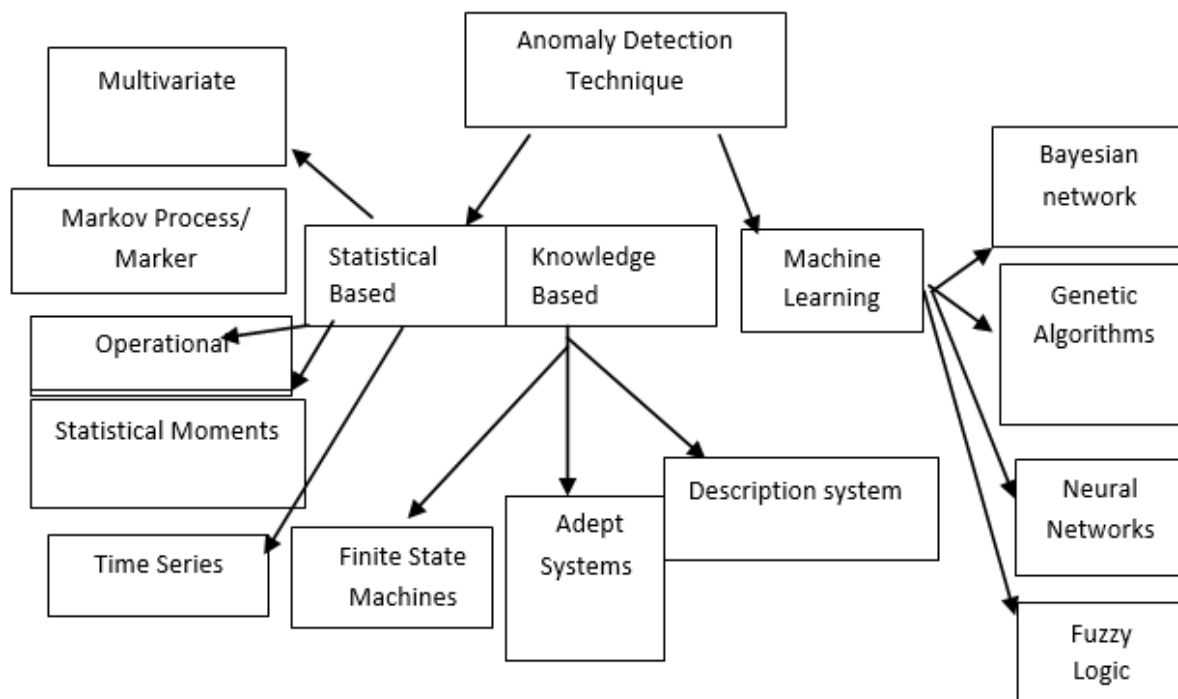 Anomaly Detection
Technique
Multivariate
Markov Process/
Marker
Operational
Statistical Moments
Time Series
Statistical
Based
Knowledge
Based
Machine
Learning
Finite State
Machines
Adept
Systems
Description system
Bayesian
network
Genetic
Algorithms
Neural
Networks
Fuzzy
Logic